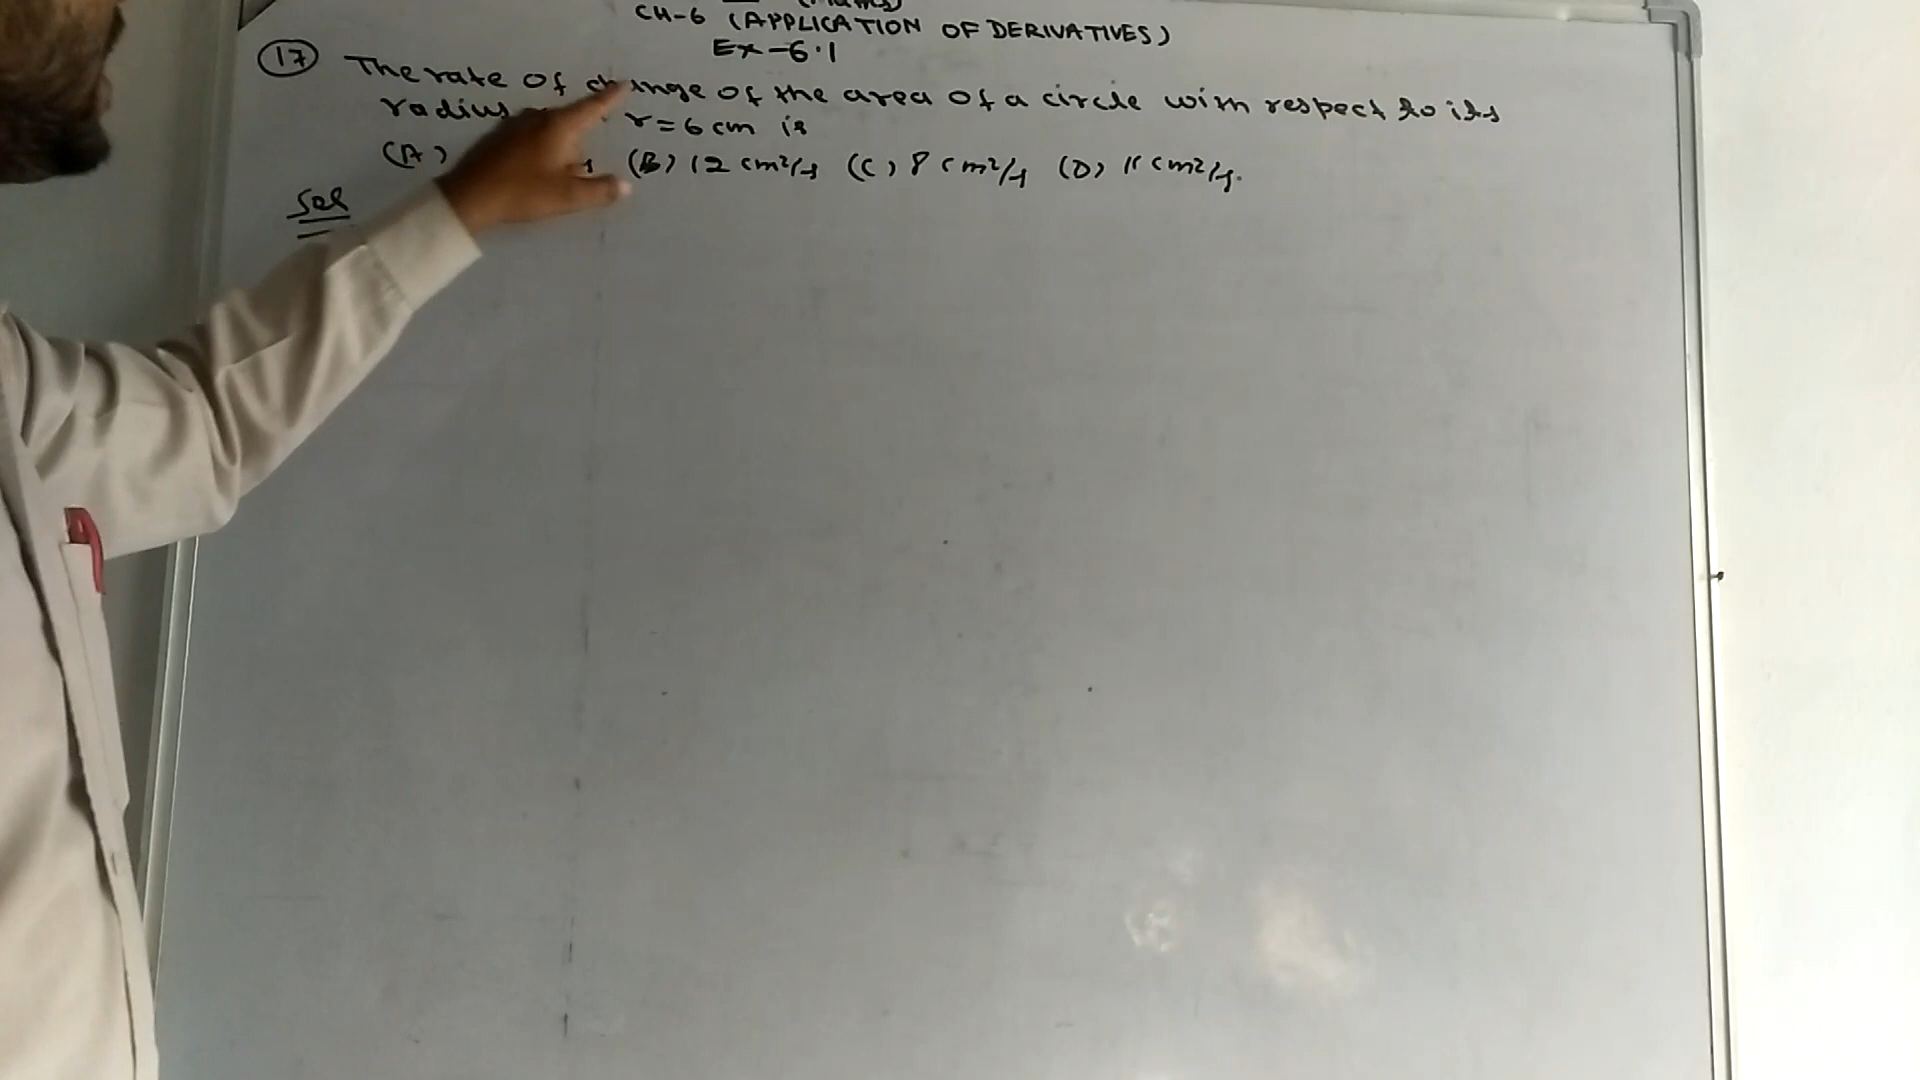 CH-6 (APPLICATION OF DERIVATIVES)
Ex-6.1
(17) The rate of change of the area of a circle with respect to its
radius r = 6 cm is
(A) (B) 12 cm²/s (C) 8 cm²/s (D) 11 cm²/s.
Sol